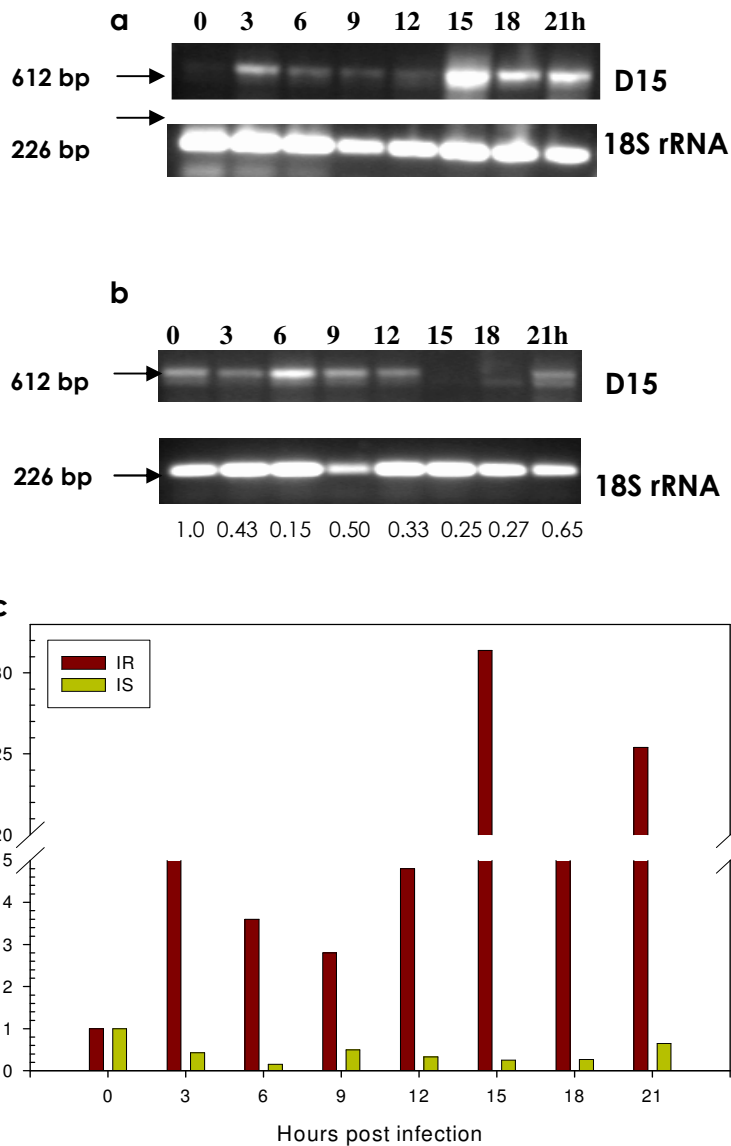 a
0 3 6 9 12 15 18 21h
612 bp
D15
226 bp
18S rRNA
b
0 3 6 9 12 15 18 21h
612 bp
D15
226 bp
18S rRNA
1.0 0.43 0.15 0.50 0.33 0.25 0.27 0.65
c
IR
IS
30
25
20
5
4
3
2
1
0
0 3 6 9 12 15 18 21
Hours post infection